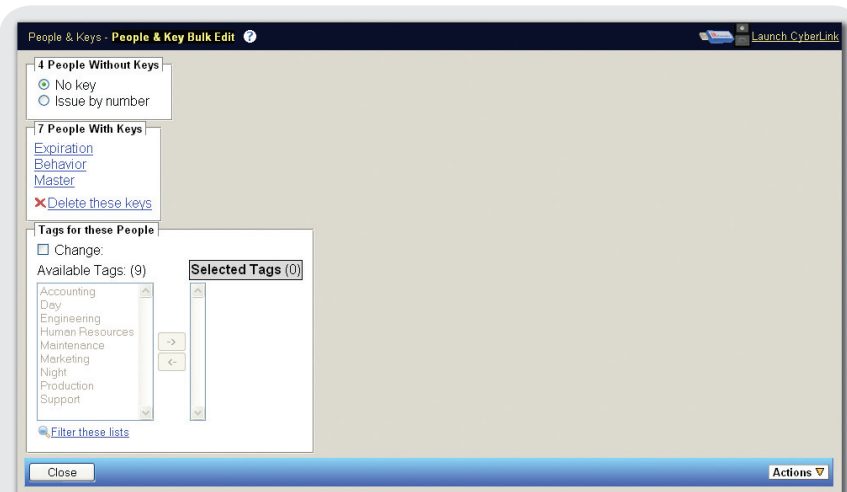 People & Keys - People & Key Bulk Edit ?
Launch CyberLink
4 People Without Keys
No key
Issue by number
7 People With Keys
Expiration
Behavior
Master
Delete these keys
Tags for these People
Change:
Available Tags: (9)
Selected Tags (0)
Accounting
Day
Engineering
Human Resources
Maintenance
Marketing
Night
Production
Support
->
<-
Filter these lists
Close
Actions